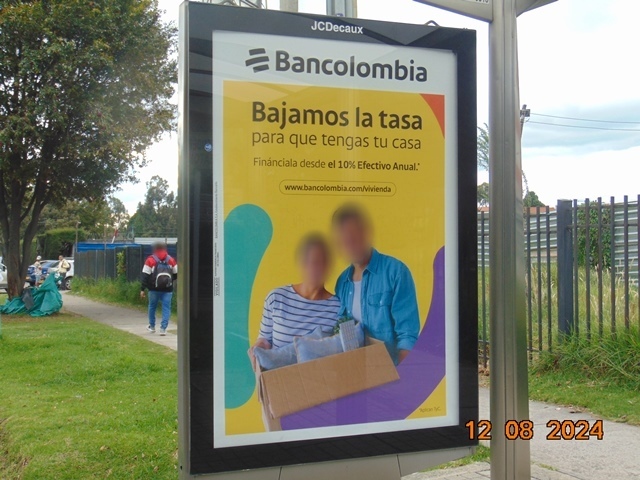 JCDecaux
Bancolombia
Bajamos la tasa
para que tengas tu casa
Fináncialа desde el 10% Efectivo Anual.*
www.bancolombia.com/vivienda
12 08 2024